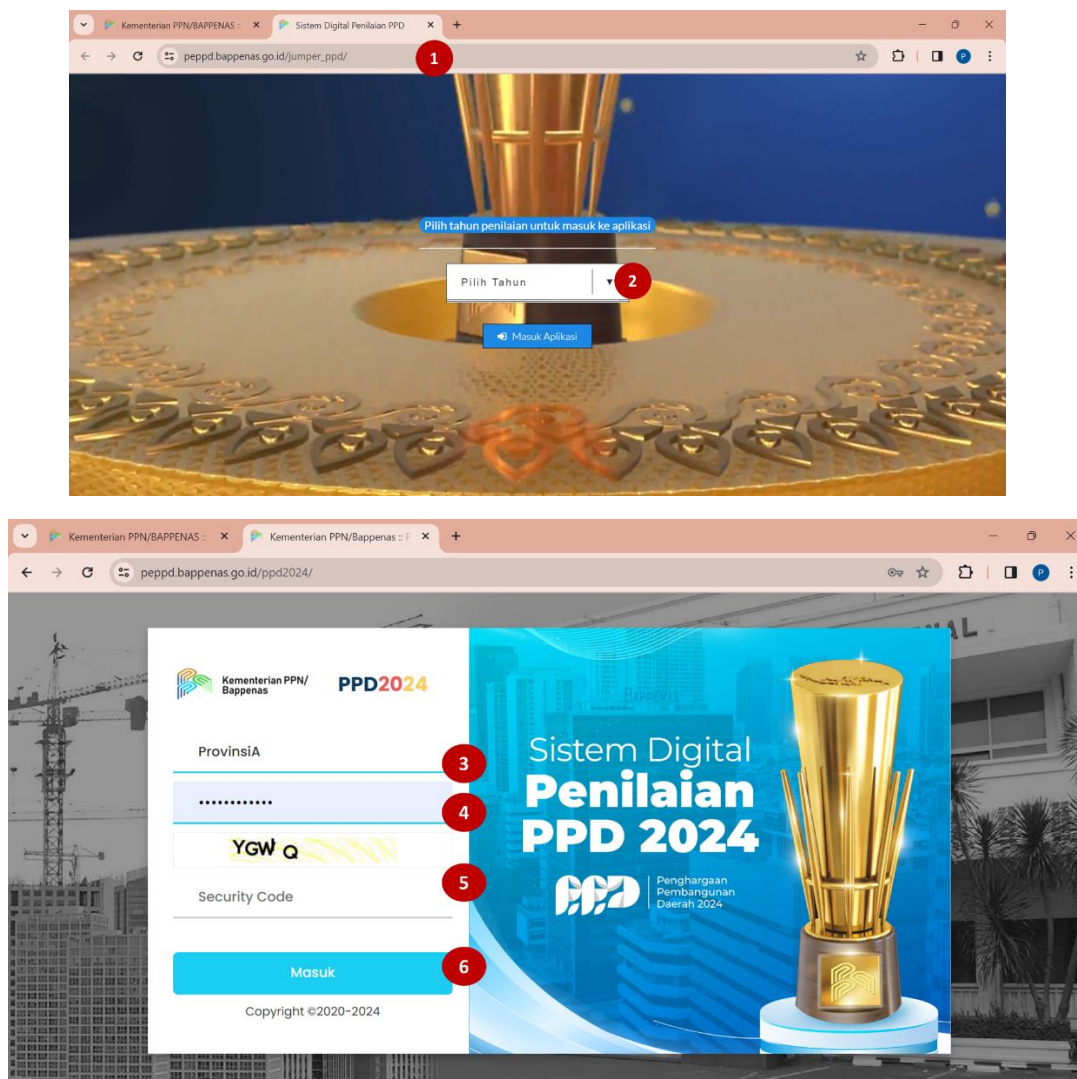 Kementerian PPN/BAPPENAS ::
Sistem Digital Penilaian PPD
peppd.bappenas.go.id/jumper_ppd/
1
P
Pilih tahun penilaian untuk masuk ke aplikasi
Pilih Tahun
2
Masuk Aplikasi
Kementerian PPN/BAPPENAS ::
Kementerian PPN/Bappenas :: P
peppd.bappenas.go.id/ppd2024/
P
Kementerian PPN/
Bappenas
PPD2024
ProvinsiA
3
4
YGWQ
Security Code
5
Masuk
6
Copyright ©2020-2024
BAPPENAS
Sistem Digital
Penilaian
PPD 2024
PPD
Penghargaan
Pembangunan
Daerah 2024